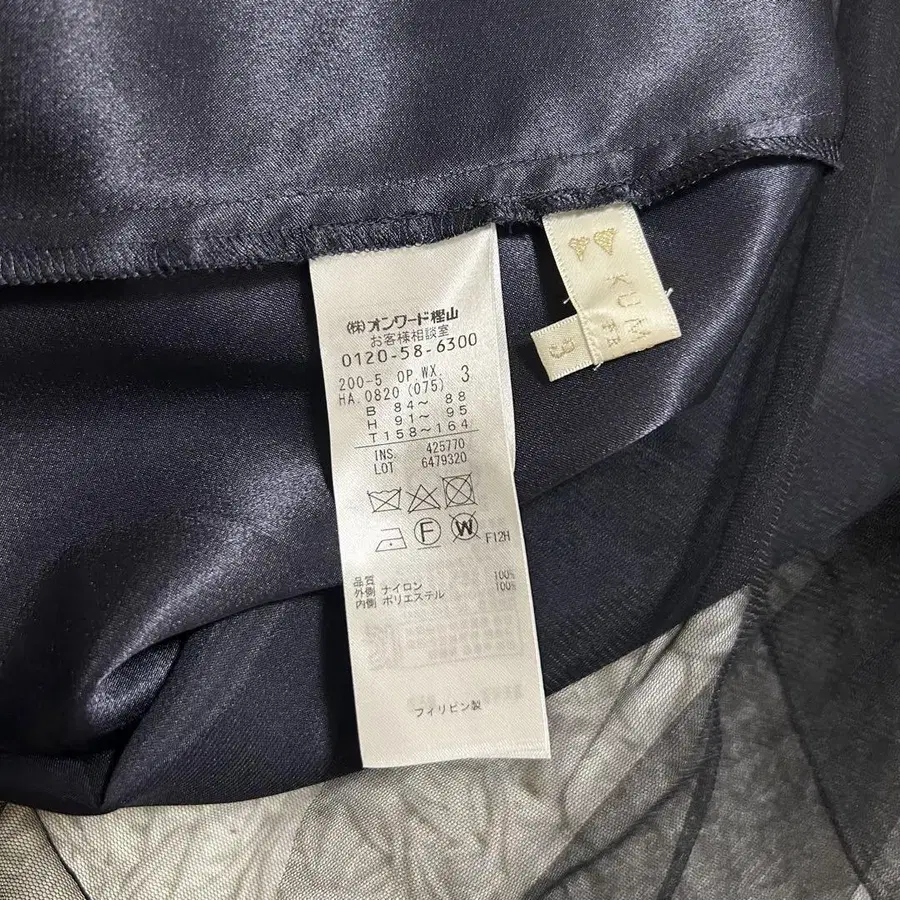 (株)オンワード樫山
お客様相談室
0120-58-6300
200-5 OP.WX. 3
HA.0820 (075)
B 84～ 88
H 91～ 95
T158～164
INS. 425770
LOT 6479320
F
W
F12H
品質
外側 ナイロン 100%
内側 ポリエステル 100%
フィリピン製
KUM
3